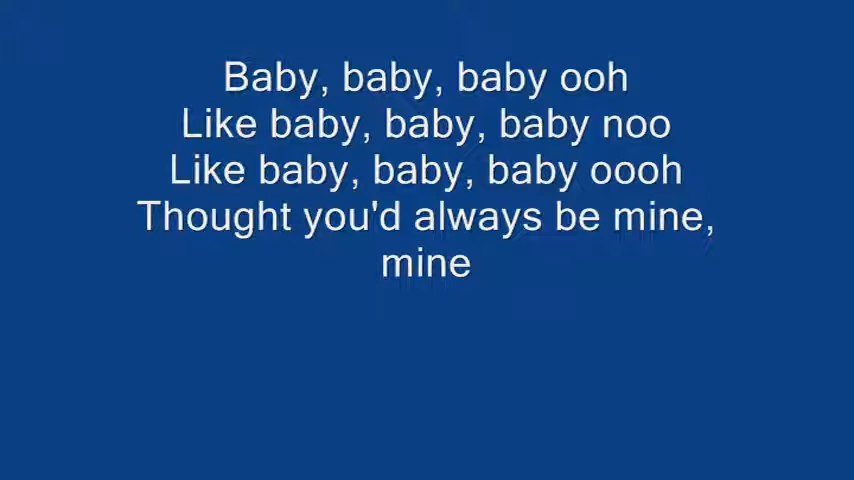 Baby, baby, baby ooh
Like baby, baby, baby noo
Like baby, baby, baby oooh
Thought you'd always be mine,
mine